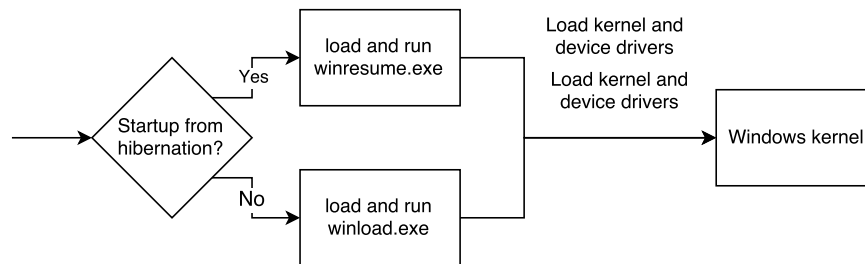 Startup from
hibernation?
Yes
load and run
winresume.exe
No
load and run
winload.exe
Load kernel and
device drivers
Load kernel and
device drivers
Windows kernel